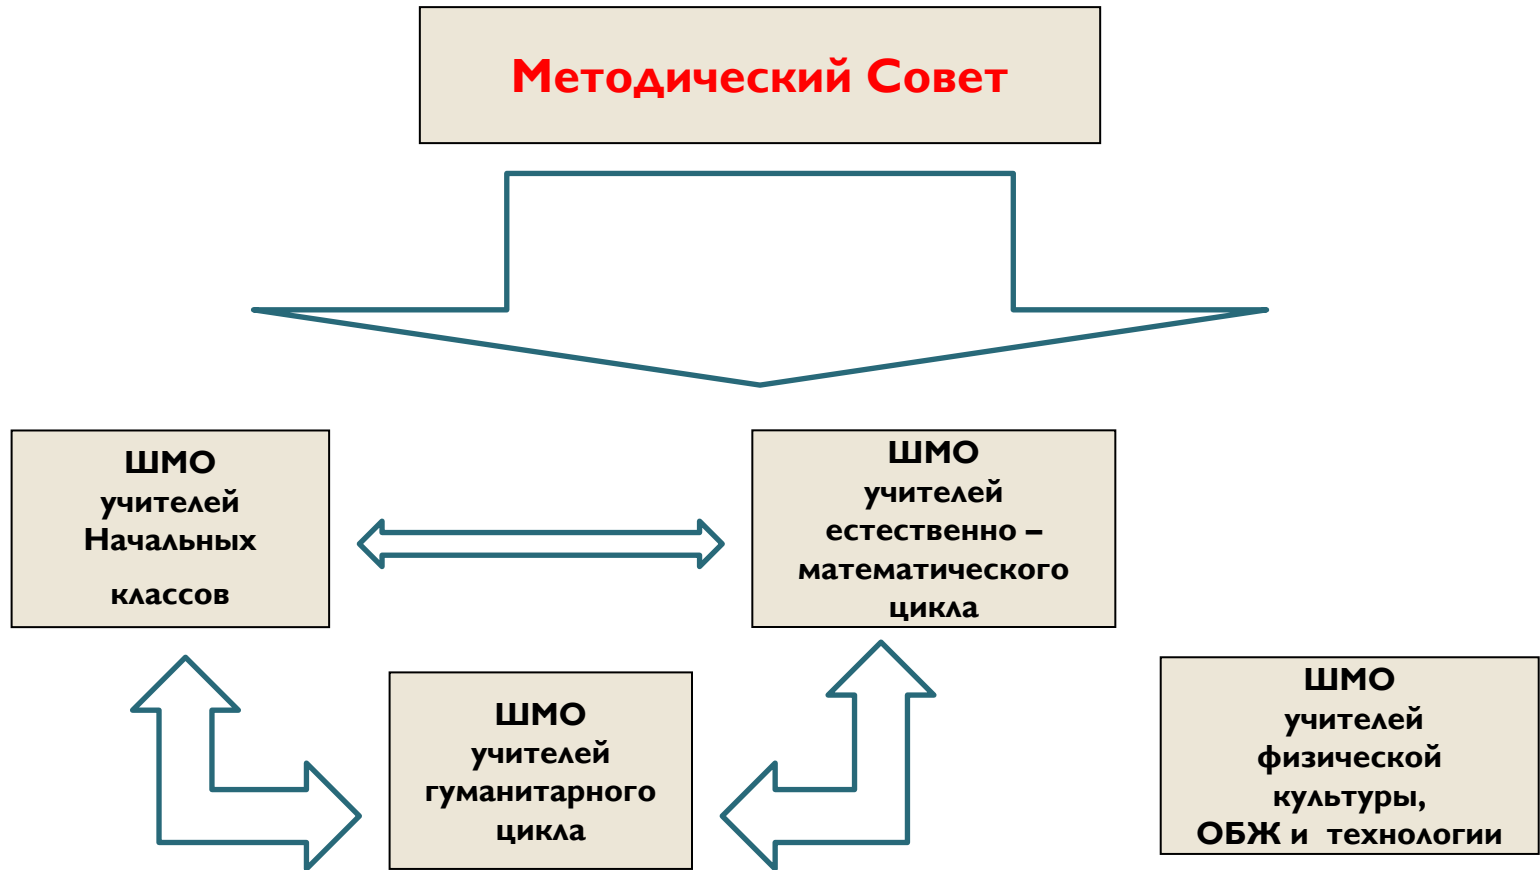 Методический Совет
ШМО
учителей
Начальных
классов
ШМО
учителей
естественно –
математического
цикла
ШМО
учителей
гуманитарного
цикла
ШМО
учителей
физической
культуры,
ОБЖ и технологии